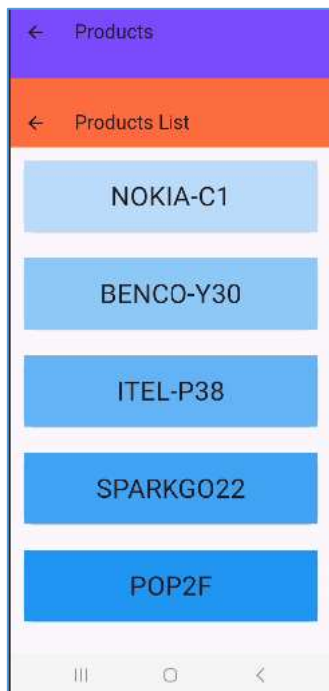 Products
Products List
NOKIA-C1
BENCO-Y30
ITEL-P38
SPARKGO22
POP2F